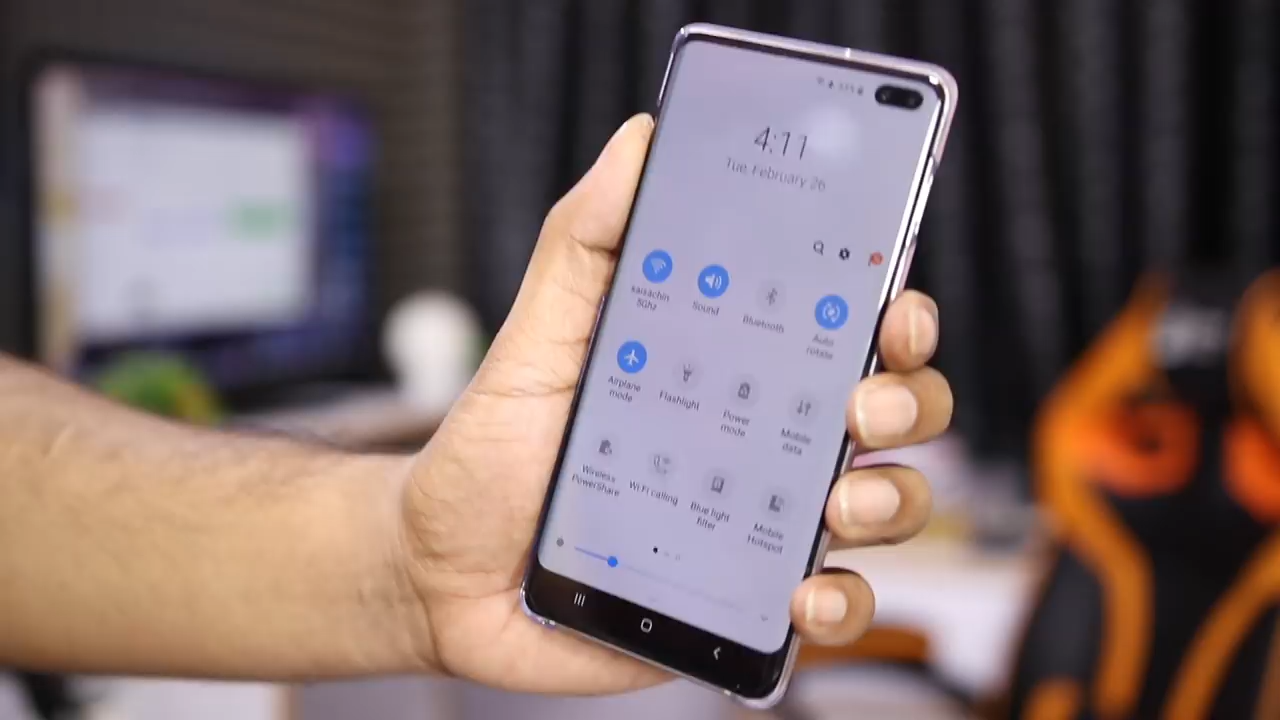 4:11
Tue, February 26
Sound
Bluetooth
Auto
rotate
5Ghz
Airplane
mode
Flashlight
Power
mode
Mobile
data
Wireless
PowerShare
Wi-Fi calling
Blue light
filter
Mobile
Hotspot